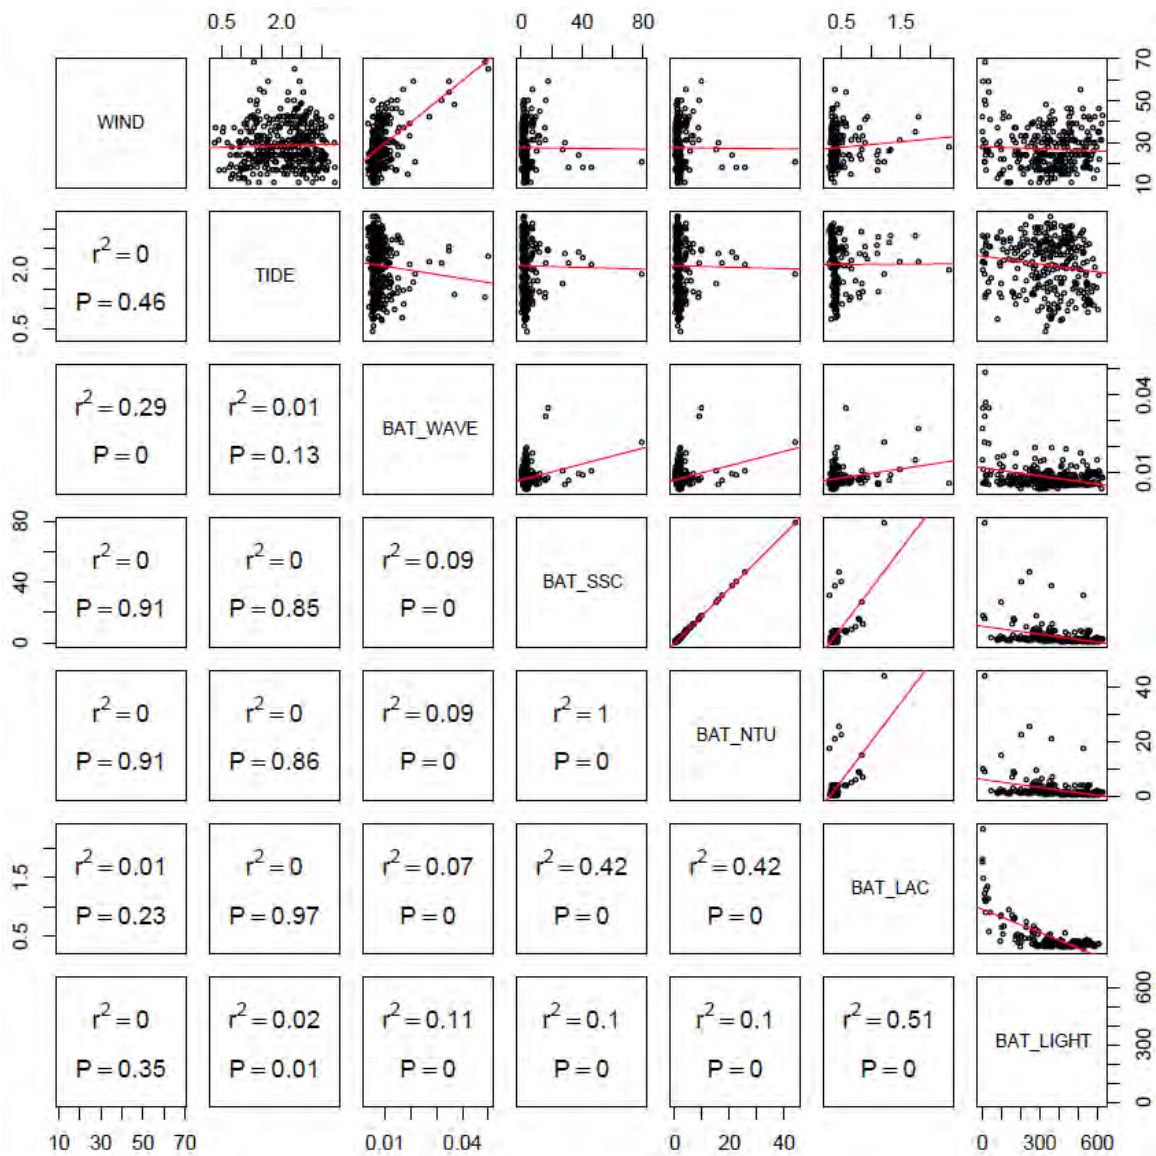 0.5 2.0 0 40 80 0.5 1.5
WIND 10 30 50 70
r² = 0 TIDE
P = 0.46
0.5 2.0
r² = 0.29 r² = 0.01 BAT_WAVE
P = 0 P = 0.13
0.01 0.04
r² = 0 r² = 0 r² = 0.09 BAT_SSC
P = 0.91 P = 0.85 P = 0
0 40 80
r² = 0 r² = 0 r² = 0.09 r² = 1 BAT_NTU
P = 0.91 P = 0.86 P = 0 P = 0
0 20 40
r² = 0.01 r² = 0 r² = 0.07 r² = 0.42 r² = 0.42 BAT_LAC
P = 0.23 P = 0.97 P = 0 P = 0 P = 0
0.5 1.5
r² = 0 r² = 0.02 r² = 0.11 r² = 0.1 r² = 0.1 r² = 0.51 BAT_LIGHT
P = 0.35 P = 0.01 P = 0 P = 0 P = 0 P = 0
0 300 600
10 30 50 70 0.01 0.04 0 20 40 0 300 600